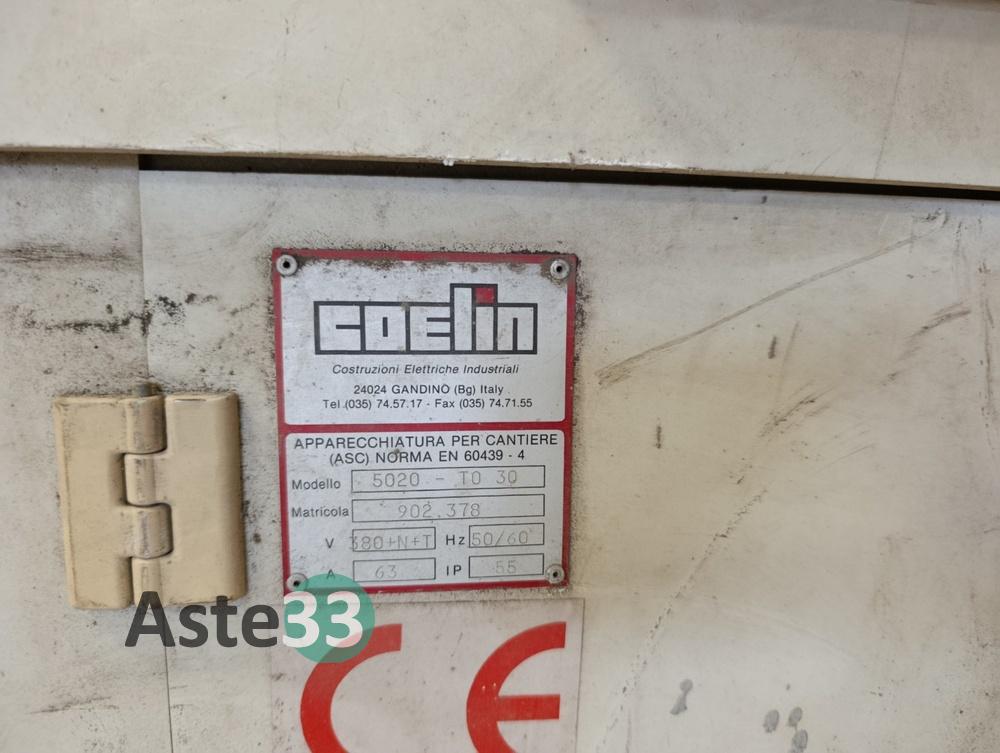 coelin
Costruzioni Elettriche Industriali
24024 GANDINO (Bg) Italy
Tel.(035) 74.57.17 - Fax (035) 74.71.55
APPARECCHIATURA PER CANTIERE
(ASC) NORMA EN 60439 - 4
Modello 5020 - TO 30
Matricola 902.378
V 380+N+T Hz 50/60
A 63 IP 55
Aste33
CE